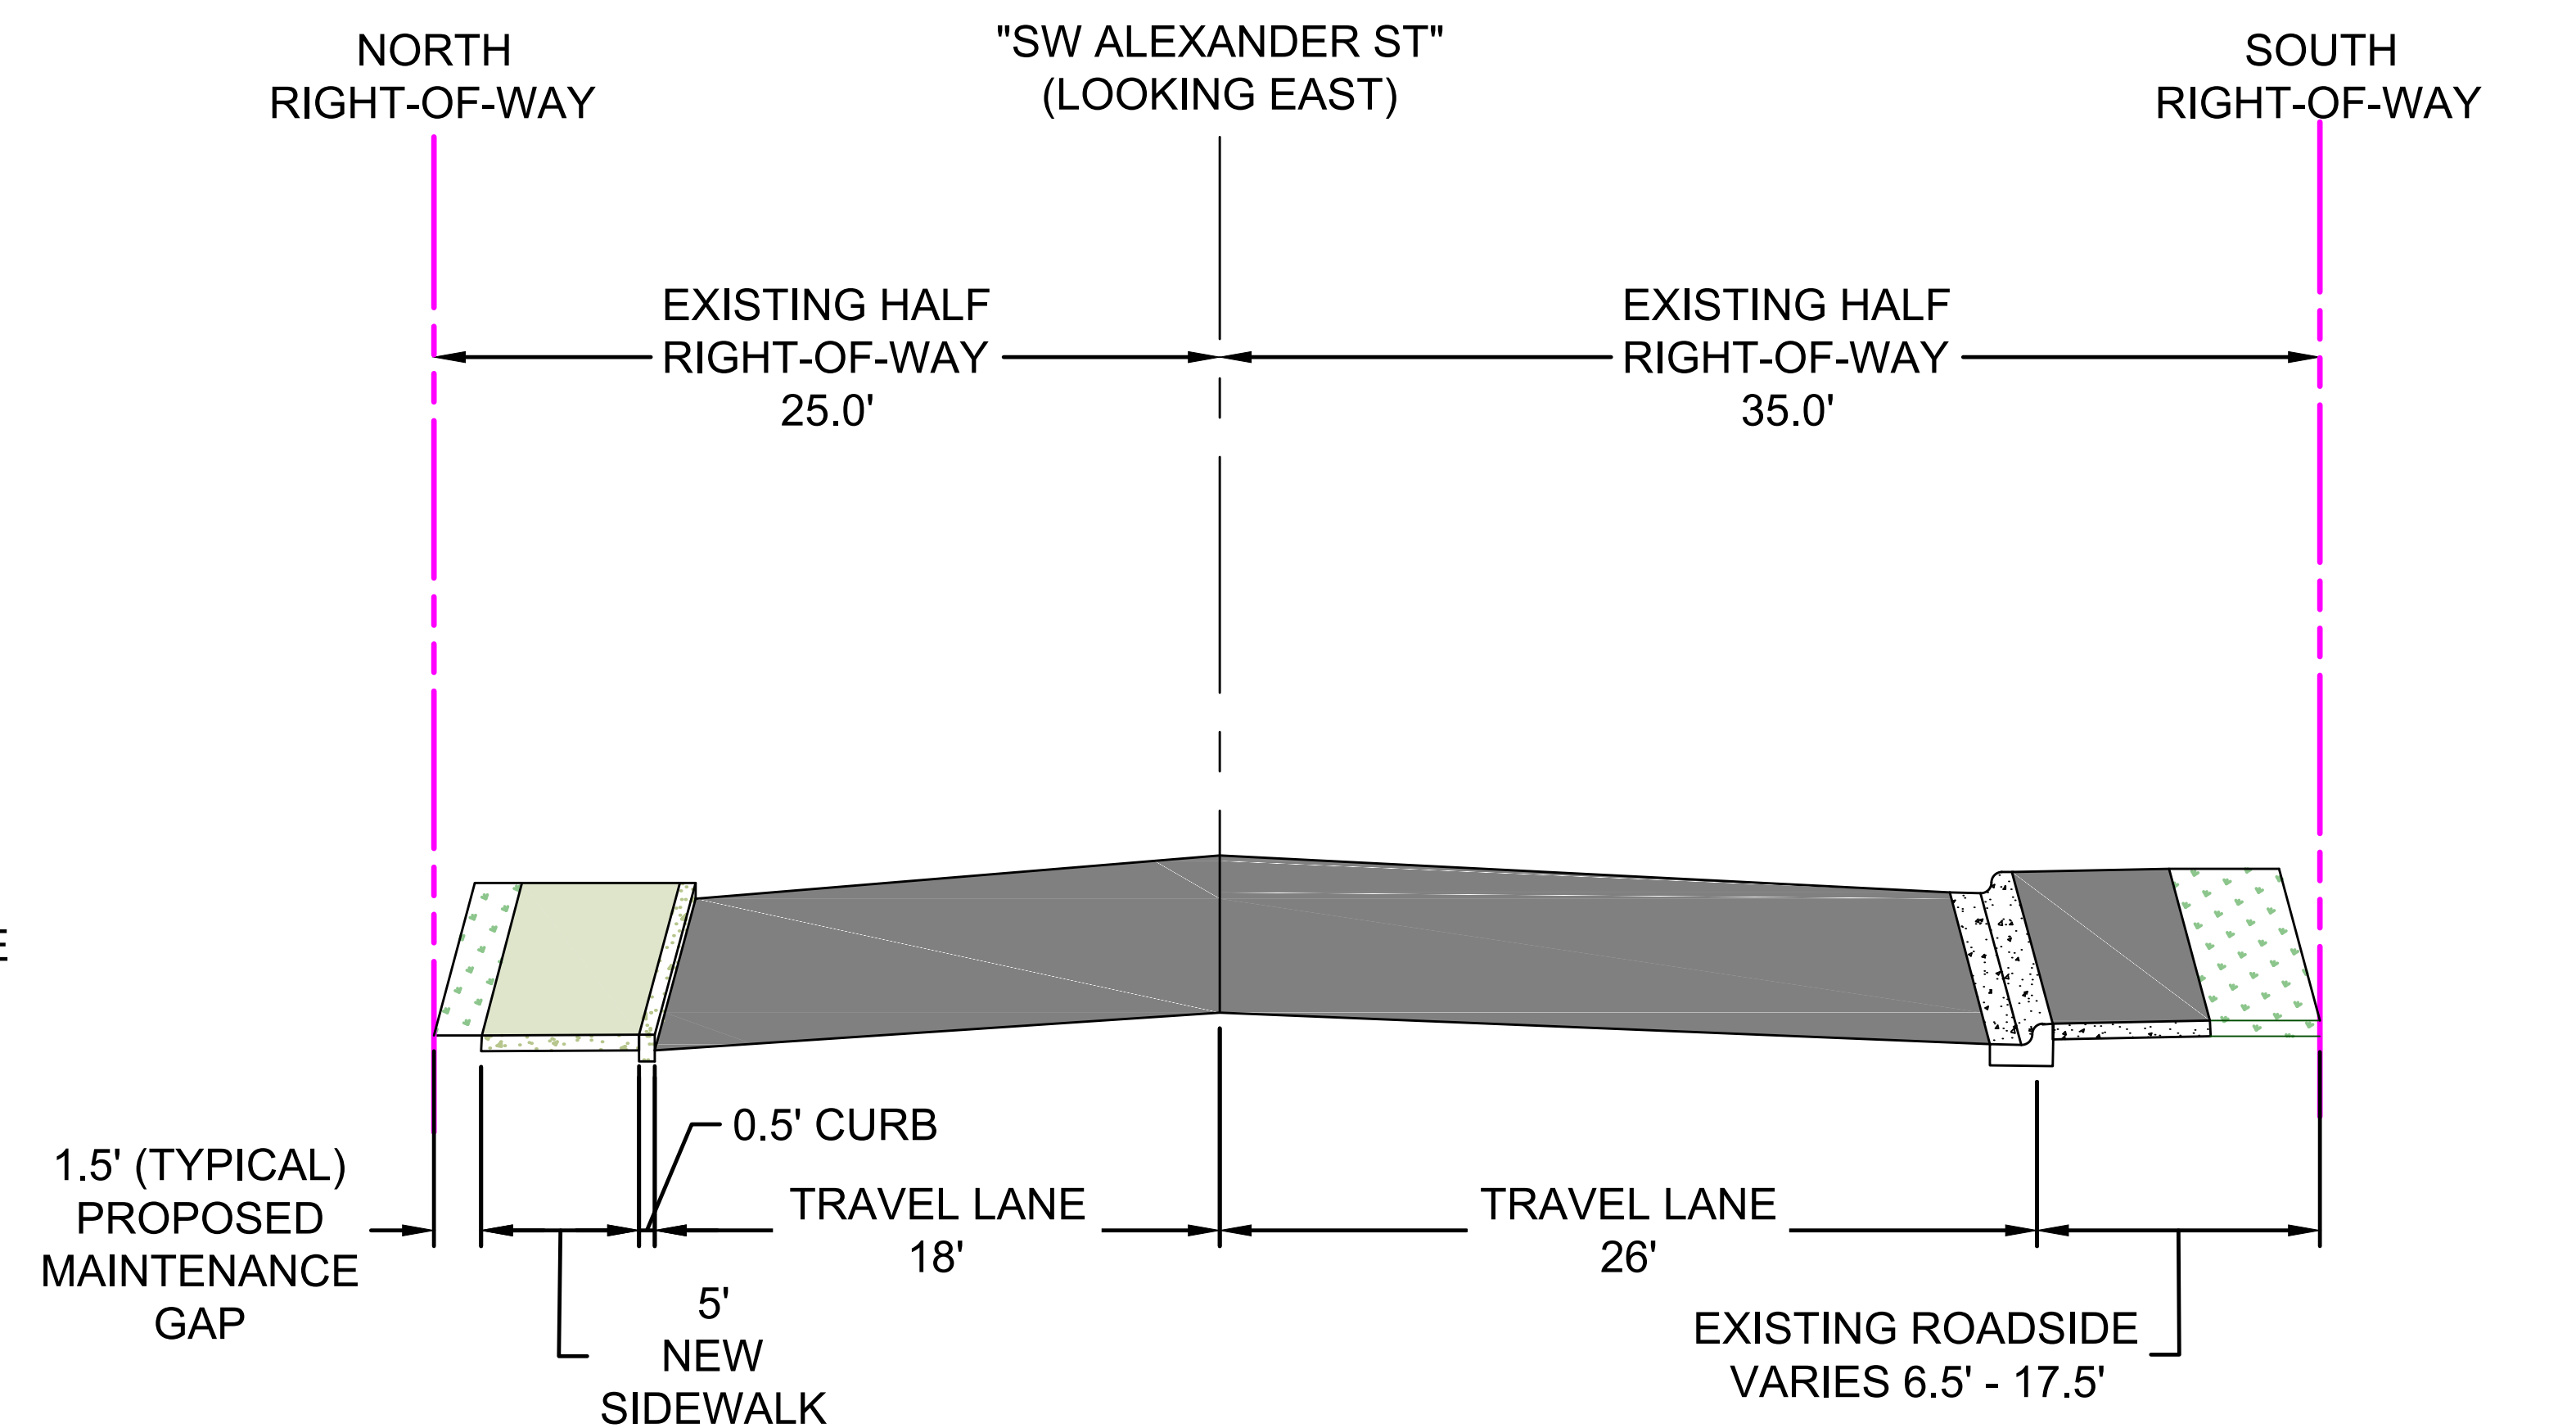 NORTH
RIGHT-OF-WAY
"SW ALEXANDER ST"
(LOOKING EAST)
SOUTH
RIGHT-OF-WAY
EXISTING HALF
RIGHT-OF-WAY
25.0'
EXISTING HALF
RIGHT-OF-WAY
35.0'
E
0.5' CURB
1.5' (TYPICAL)
PROPOSED
MAINTENANCE
GAP
TRAVEL LANE
18'
TRAVEL LANE
26'
5'
NEW
SIDEWALK
EXISTING ROADSIDE
VARIES 6.5' - 17.5'